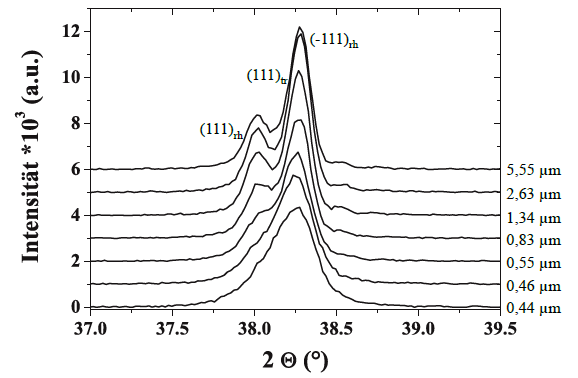 Intensität *10³ (a.u.)
12
10
8
6
4
2
0
(-111)rh
(111)tr
(111)rh
5,55 µm
2,63 µm
1,34 µm
0,83 µm
0,55 µm
0,46 µm
0,44 µm
37.0 37.5 38.0 38.5 39.0 39.5
2 Θ (°)